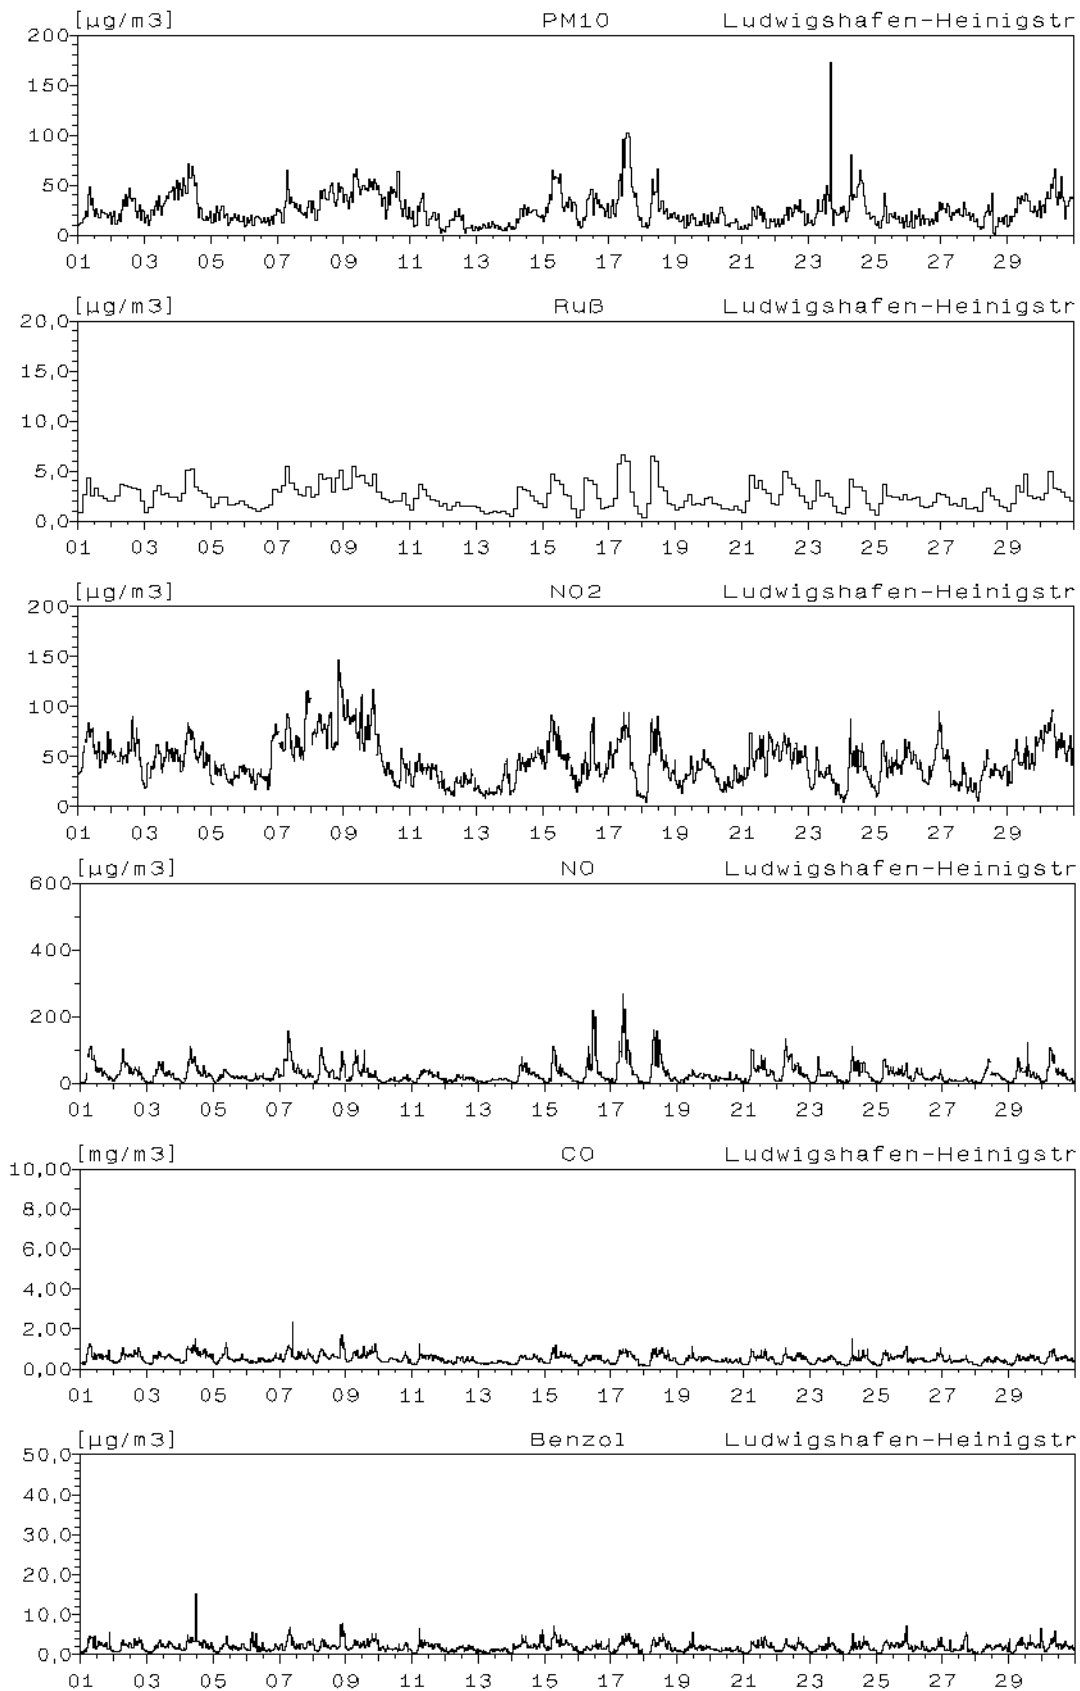 [µg/m3] PM10 Ludwigshafen-Heinigstr
200
150
100
50
0
01 03 05 07 09 11 13 15 17 19 21 23 25 27 29
[µg/m3] Ruß Ludwigshafen-Heinigstr
20,0
15,0
10,0
5,0
0,0
01 03 05 07 09 11 13 15 17 19 21 23 25 27 29
[µg/m3] NO2 Ludwigshafen-Heinigstr
200
150
100
50
0
01 03 05 07 09 11 13 15 17 19 21 23 25 27 29
[µg/m3] NO Ludwigshafen-Heinigstr
600
400
200
0
01 03 05 07 09 11 13 15 17 19 21 23 25 27 29
[mg/m3] CO Ludwigshafen-Heinigstr
10,00
8,00
6,00
4,00
2,00
0,00
01 03 05 07 09 11 13 15 17 19 21 23 25 27 29
[µg/m3] Benzol Ludwigshafen-Heinigstr
50,0
40,0
30,0
20,0
10,0
0,0
01 03 05 07 09 11 13 15 17 19 21 23 25 27 29